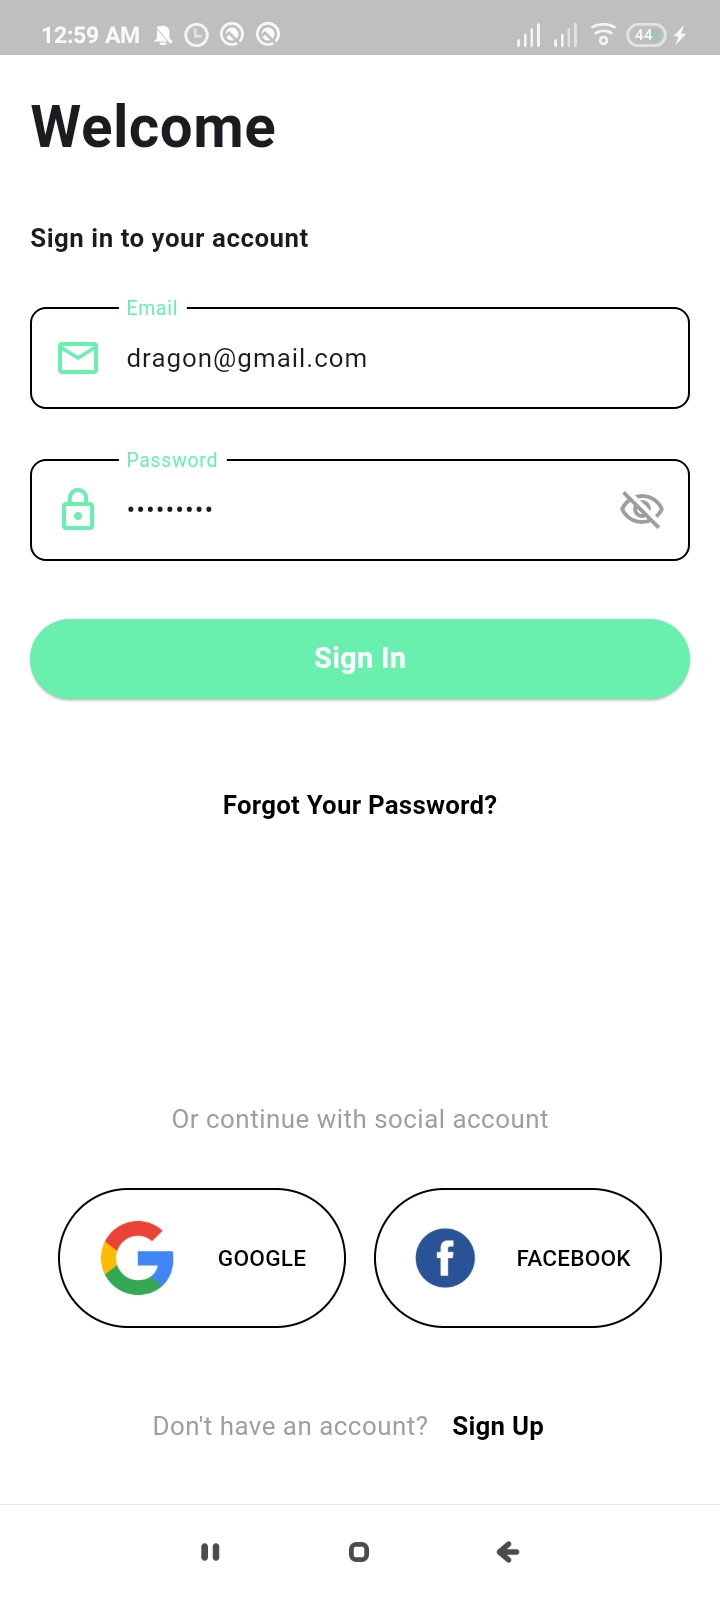 12:59 AM 44
Welcome
Sign in to your account
Email
dragon@gmail.com
Password
•••••••••
Sign In
Forgot Your Password?
Or continue with social account
GOOGLE FACEBOOK
Don't have an account? Sign Up